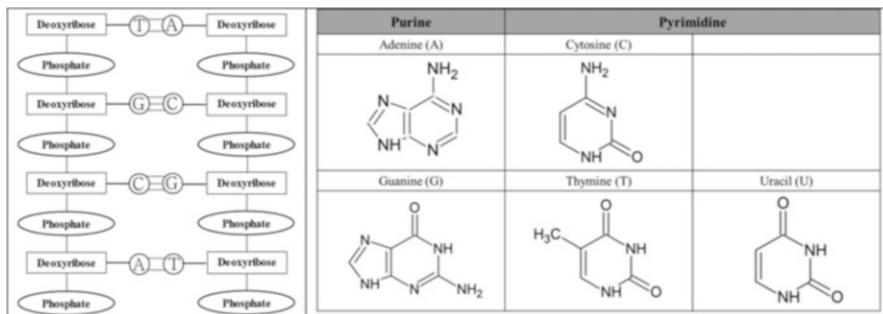 Deoxyribose T A Deoxyribose
Phosphate Phosphate
Deoxyribose G C Deoxyribose
Phosphate Phosphate
Deoxyribose C G Deoxyribose
Phosphate Phosphate
Deoxyribose A T Deoxyribose
Phosphate Phosphate
Purine Pyrimidine
Adenine (A) Cytosine (C)
NH2 NH2
N N N
NH N NH O
Guanine (G) Thymine (T) Uracil (U)
O O O
N NH H3C NH NH
NH N NH2 NH O NH O